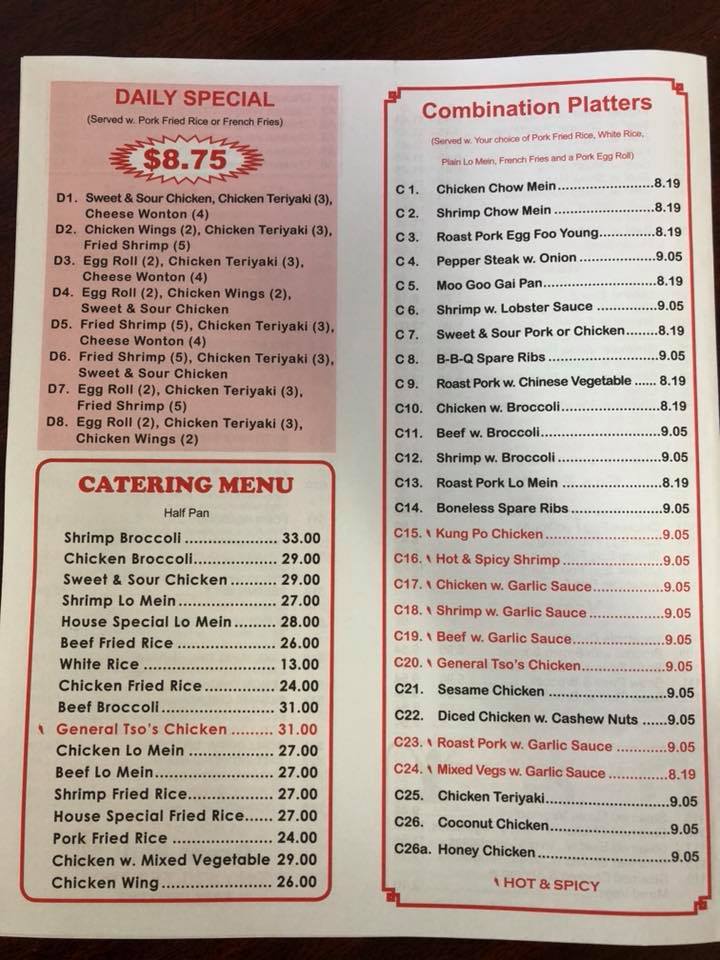 DAILY SPECIAL
(Served w. Pork Fried Rice or French Fries)
$8.75
D1. Sweet & Sour Chicken, Chicken Teriyaki (3),
Cheese Wonton (4)
D2. Chicken Wings (2), Chicken Teriyaki (3),
Fried Shrimp (5)
D3. Egg Roll (2), Chicken Teriyaki (3),
Cheese Wonton (4)
D4. Egg Roll (2), Chicken Wings (2),
Sweet & Sour Chicken
D5. Fried Shrimp (5), Chicken Teriyaki (3),
Cheese Wonton (4)
D6. Fried Shrimp (5), Chicken Teriyaki (3),
Sweet & Sour Chicken
D7. Egg Roll (2), Chicken Teriyaki (3),
Fried Shrimp (5)
D8. Egg Roll (2), Chicken Teriyaki (3),
Chicken Wings (2)
CATERING MENU
Half Pan
Shrimp Broccoli ................... 33.00
Chicken Broccoli................... 29.00
Sweet & Sour Chicken .......... 29.00
Shrimp Lo Mein ..................... 27.00
House Special Lo Mein......... 28.00
Beef Fried Rice ..................... 26.00
White Rice ........................... 13.00
Chicken Fried Rice............... 24.00
Beef Broccoli........................ 31.00
General Tso's Chicken ......... 31.00
Chicken Lo Mein .................. 27.00
Beef Lo Mein......................... 27.00
Shrimp Fried Rice.................. 27.00
House Special Fried Rice...... 27.00
Pork Fried Rice ..................... 24.00
Chicken w. Mixed Vegetable 29.00
Chicken Wing ....................... 26.00
Combination Platters
(Served w. Your choice of Pork Fried Rice, White Rice,
Plain Lo Mein, French Fries and a Pork Egg Roll)
C 1. Chicken Chow Mein.......................8.19
C 2. Shrimp Chow Mein ........................8.19
C 3. Roast Pork Egg Foo Young.............8.19
C 4. Pepper Steak w. Onion ..................9.05
C 5. Moo Goo Gai Pan...........................8.19
C 6. Shrimp w. Lobster Sauce ..............9.05
C 7. Sweet & Sour Pork or Chicken.......8.19
C 8. B-B-Q Spare Ribs ..........................9.05
C 9. Roast Pork w. Chinese Vegetable ...... 8.19
C10. Chicken w. Broccoli.......................8.19
C11. Beef w. Broccoli............................9.05
C12. Shrimp w. Broccoli ........................9.05
C13. Roast Pork Lo Mein .......................8.19
C14. Boneless Spare Ribs .....................9.05
C15. Kung Po Chicken ...........................9.05
C16. Hot & Spicy Shrimp .......................9.05
C17. Chicken w. Garlic Sauce................9.05
C18. Shrimp w. Garlic Sauce .................9.05
C19. Beef w. Garlic Sauce.....................9.05
C20. General Tso's Chicken...................9.05
C21. Sesame Chicken ...........................9.05
C22. Diced Chicken w. Cashew Nuts ......9.05
C23. Roast Pork w. Garlic Sauce ...........9.05
C24. Mixed Vegs w. Garlic Sauce ..........8.19
C25. Chicken Teriyaki............................9.05
C26. Coconut Chicken...........................9.05
C26a. Honey Chicken ..............................9.05
HOT & SPICY